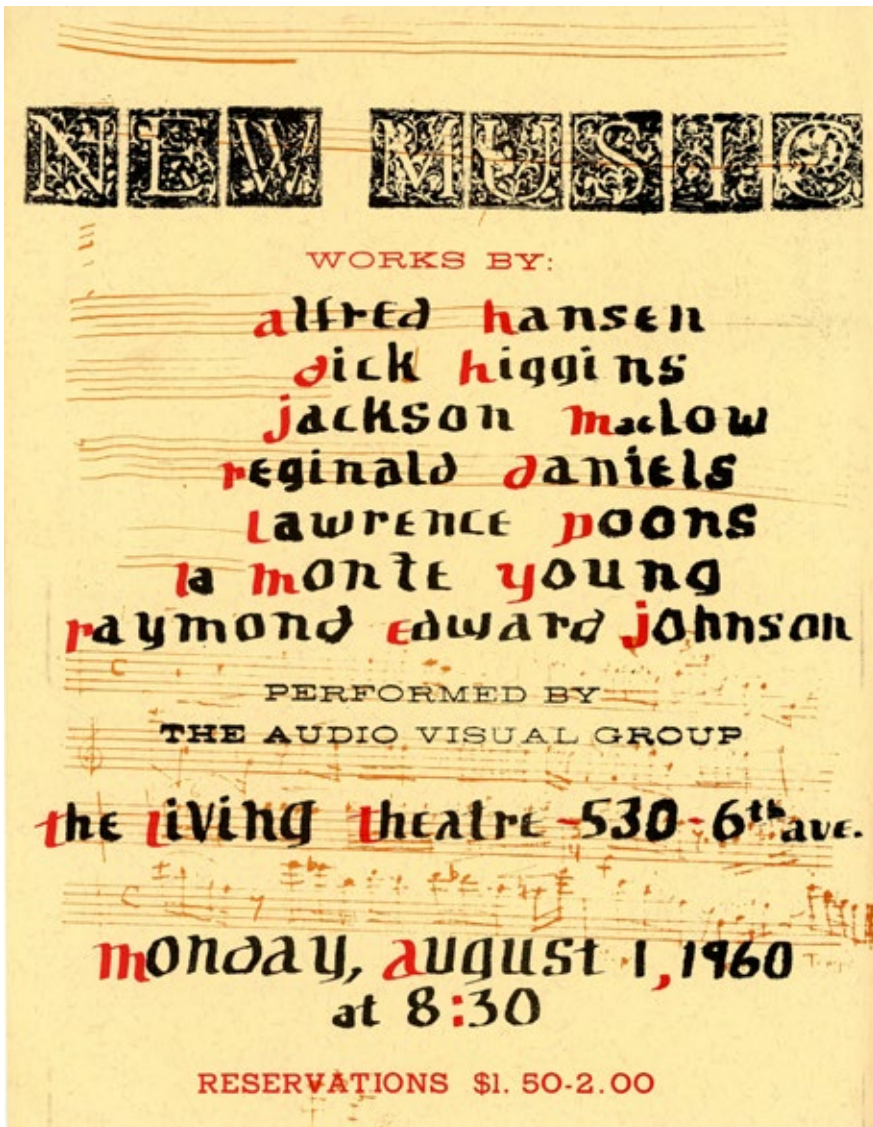 NEW MUSIC
WORKS BY:
alfred hansen
dick higgins
jackson maclow
reginald daniels
lawrence poons
la monte young
raymond edward johnson
PERFORMED BY
THE AUDIO VISUAL GROUP
the living theatre - 530 - 6th ave.
monday, august 1, 1960
at 8:30
RESERVATIONS $1.50-2.00